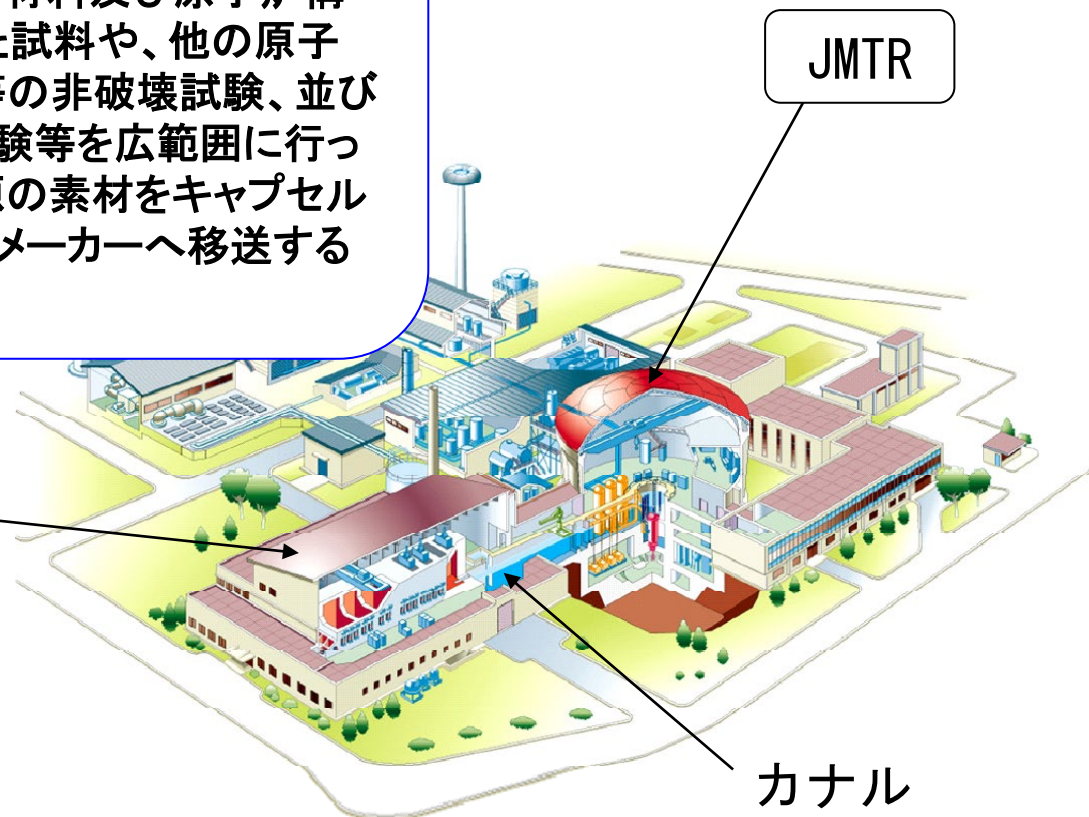 試料や、他の原子
の非破壊試験、並び
験等を広範囲に行っ
の素材をキャプセル
メーカーへ移送する
JMTR
カナル